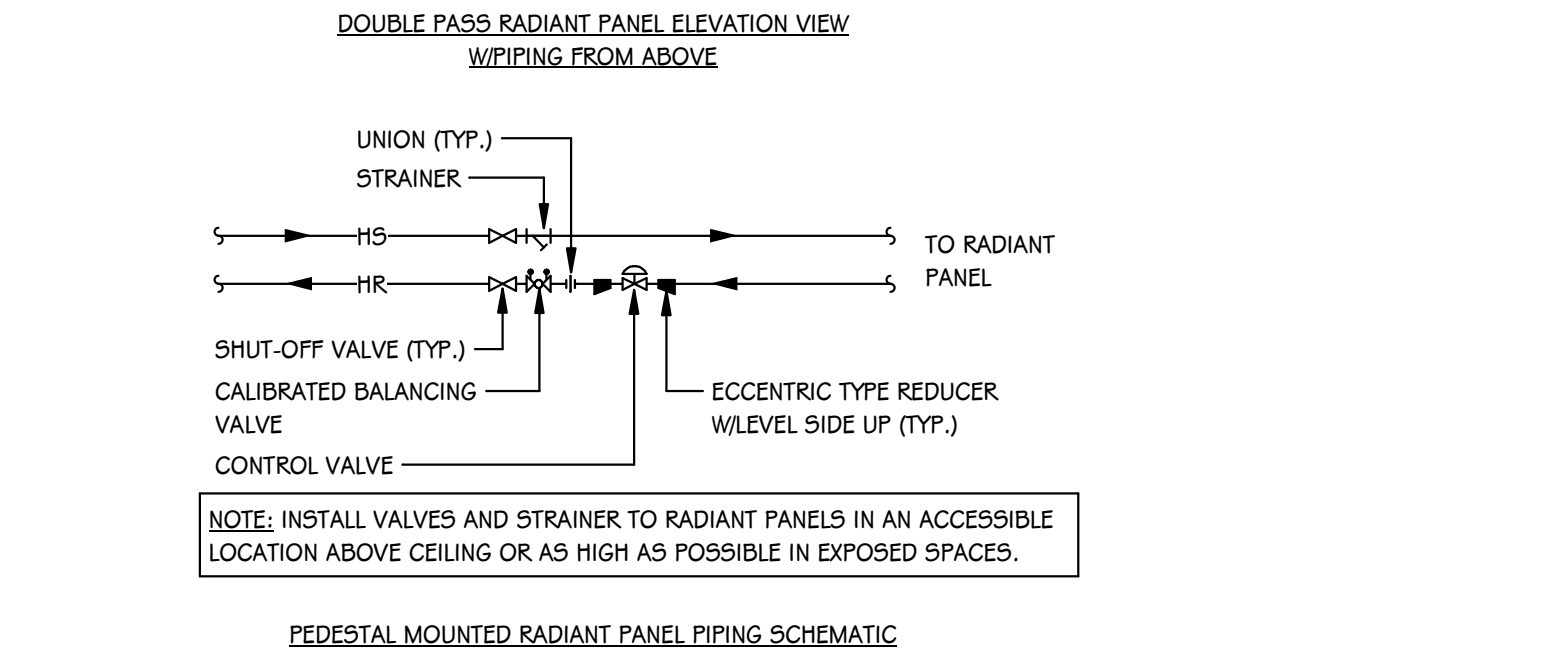 DOUBLE PASS RADIANT PANEL ELEVATION VIEW
W/PIPING FROM ABOVE
UNION (TYP.)
STRAINER
HS
TO RADIANT
PANEL
HR
SHUT-OFF VALVE (TYP.)
CALIBRATED BALANCING
VALVE
ECCENTRIC TYPE REDUCER
W/LEVEL SIDE UP (TYP.)
CONTROL VALVE
NOTE: INSTALL VALVES AND STRAINER TO RADIANT PANELS IN AN ACCESSIBLE
LOCATION ABOVE CEILING OR AS HIGH AS POSSIBLE IN EXPOSED SPACES.
PEDESTAL MOUNTED RADIANT PANEL PIPING SCHEMATIC